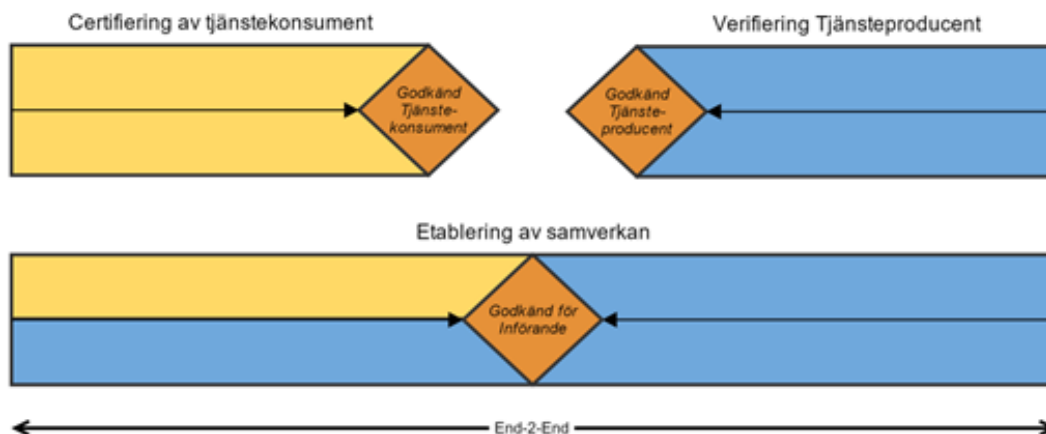 Certifiering av tjänstekonsument
Verifiering Tjänsteproducent
Godkänd
Tjänste-
konsument
Godkänd
Tjänste-
producent
Etablering av samverkan
Godkänd för
Införande
End-2-End